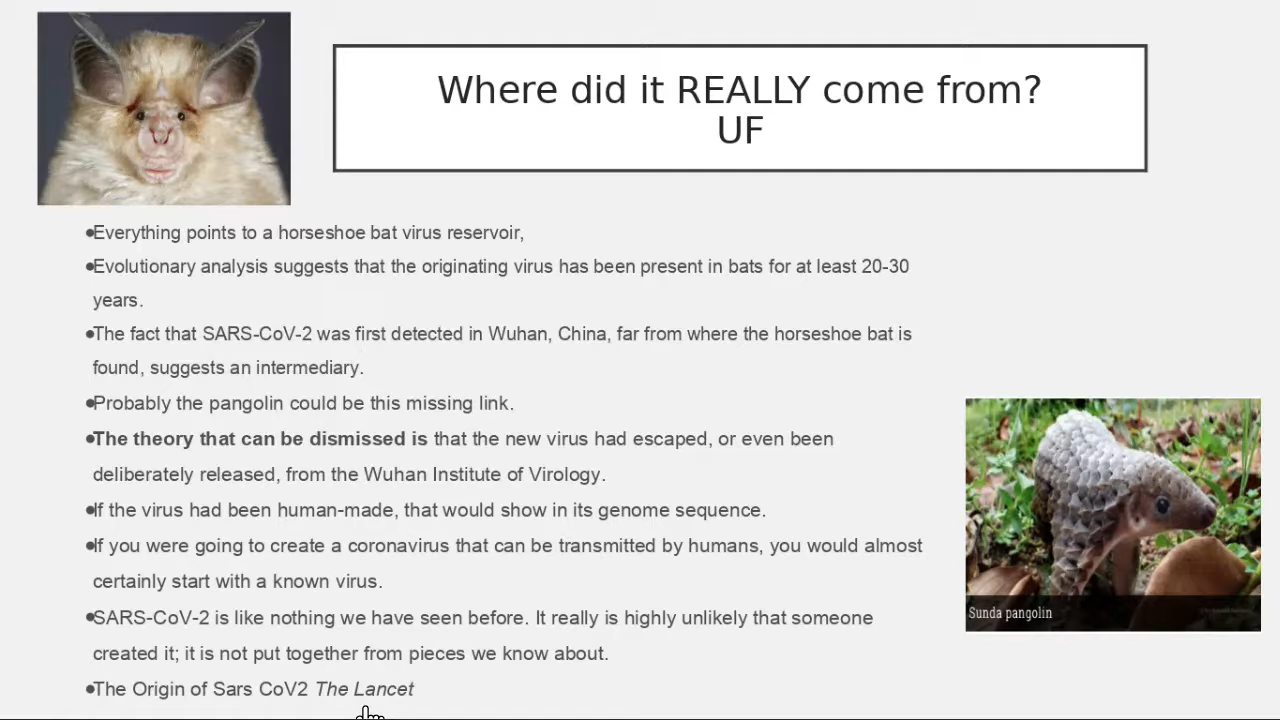 Where did it REALLY come from?
UF
•Everything points to a horseshoe bat virus reservoir,
•Evolutionary analysis suggests that the originating virus has been present in bats for at least 20-30
years.
•The fact that SARS-CoV-2 was first detected in Wuhan, China, far from where the horseshoe bat is
found, suggests an intermediary.
•Probably the pangolin could be this missing link.
•The theory that can be dismissed is that the new virus had escaped, or even been
deliberately released, from the Wuhan Institute of Virology.
•If the virus had been human-made, that would show in its genome sequence.
•If you were going to create a coronavirus that can be transmitted by humans, you would almost
certainly start with a known virus.
•SARS-CoV-2 is like nothing we have seen before. It really is highly unlikely that someone
created it; it is not put together from pieces we know about.
•The Origin of Sars CoV2 The Lancet
Sunda pangolin